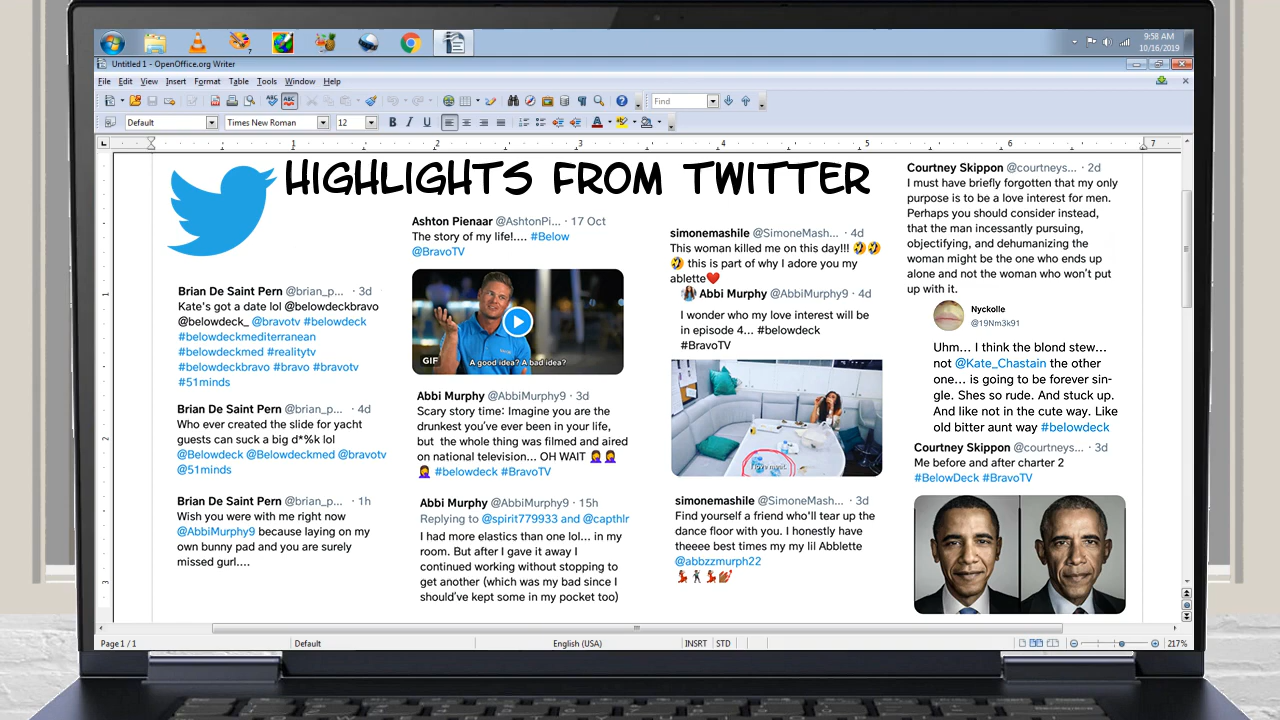 9:58 AM
10/16/2019
Untitled 1 - OpenOffice.org Writer
File Edit View Insert Format Table Tools Window Help
Find
Default Times New Roman 12 B I U
1 2 3 4 5 6 7
HIGHLIGHTS FROM TWITTER
Brian De Saint Pern @brian_p... · 3d
Kate's got a date lol @belowdeckbravo
@belowdeck_ @bravotv #belowdeck
#belowdeckmediterranean
#belowdeckmed #realitytv
#belowdeckbravo #bravo #bravotv
#51minds
Brian De Saint Pern @brian_p... · 4d
Who ever created the slide for yacht
guests can suck a big d*%k lol
@Belowdeck @Belowdeckmed @bravotv
@51minds
Brian De Saint Pern @brian_p... · 1h
Wish you were with me right now
@AbbiMurphy9 because laying on my
own bunny pad and you are surely
missed gurl....
Ashton Pienaar @AshtonPi... · 17 Oct
The story of my life!.... #Below
@BravoTV
GIF
A good idea? A bad idea?
Abbi Murphy @AbbiMurphy9 · 3d
Scary story time: Imagine you are the
drunkest you've ever been in your life,
but the whole thing was filmed and aired
on national television... OH WAIT 🤦‍♀️🤦‍♀️
🤦‍♀️ #belowdeck #BravoTV
Abbi Murphy @AbbiMurphy9 · 15h
Replying to @spirit779933 and @capthlr
I had more elastics than one lol... in my
room. But after I gave it away I
continued working without stopping to
get another (which was my bad since I
should've kept some in my pocket too)
simonemashile @SimoneMash... · 4d
This woman killed me on this day!!! 🤣🤣
🤣 this is part of why I adore you my
ablette❤️
Abbi Murphy @AbbiMurphy9 · 4d
I wonder who my love interest will be
in episode 4... #belowdeck
#BravoTV
simonemashile @SimoneMash... · 3d
Find yourself a friend who'll tear up the
dance floor with you. I honestly have
theeee best times my my lil Abblette
@abbzzmurph22
Courtney Skippon @courtneys... · 2d
I must have briefly forgotten that my only
purpose is to be a love interest for men.
Perhaps you should consider instead,
that the man incessantly pursuing,
objectifying, and dehumanizing the
woman might be the one who ends up
alone and not the woman who won't put
up with it.
Nyckolle
@19Nm3k91
Uhm... I think the blond stew...
not @Kate_Chastain the other
one... is going to be forever sin-
gle. Shes so rude. And stuck up.
And like not in the cute way. Like
old bitter aunt way #belowdeck
Courtney Skippon @courtneys... · 3d
Me before and after charter 2
#BelowDeck #BravoTV
Page 1 / 1 Default English (USA) INSRT STD 217%